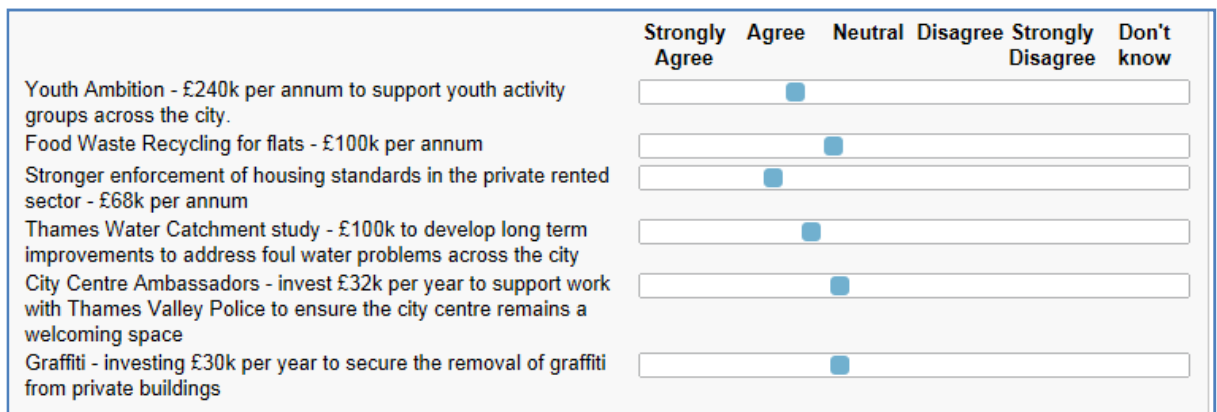 Strongly Agree Neutral Disagree Strongly Don't
Agree Disagree know
Youth Ambition - £240k per annum to support youth activity
groups across the city.
Food Waste Recycling for flats - £100k per annum
Stronger enforcement of housing standards in the private rented
sector - £68k per annum
Thames Water Catchment study - £100k to develop long term
improvements to address foul water problems across the city
City Centre Ambassadors - invest £32k per year to support work
with Thames Valley Police to ensure the city centre remains a
welcoming space
Graffiti - investing £30k per year to secure the removal of graffiti
from private buildings